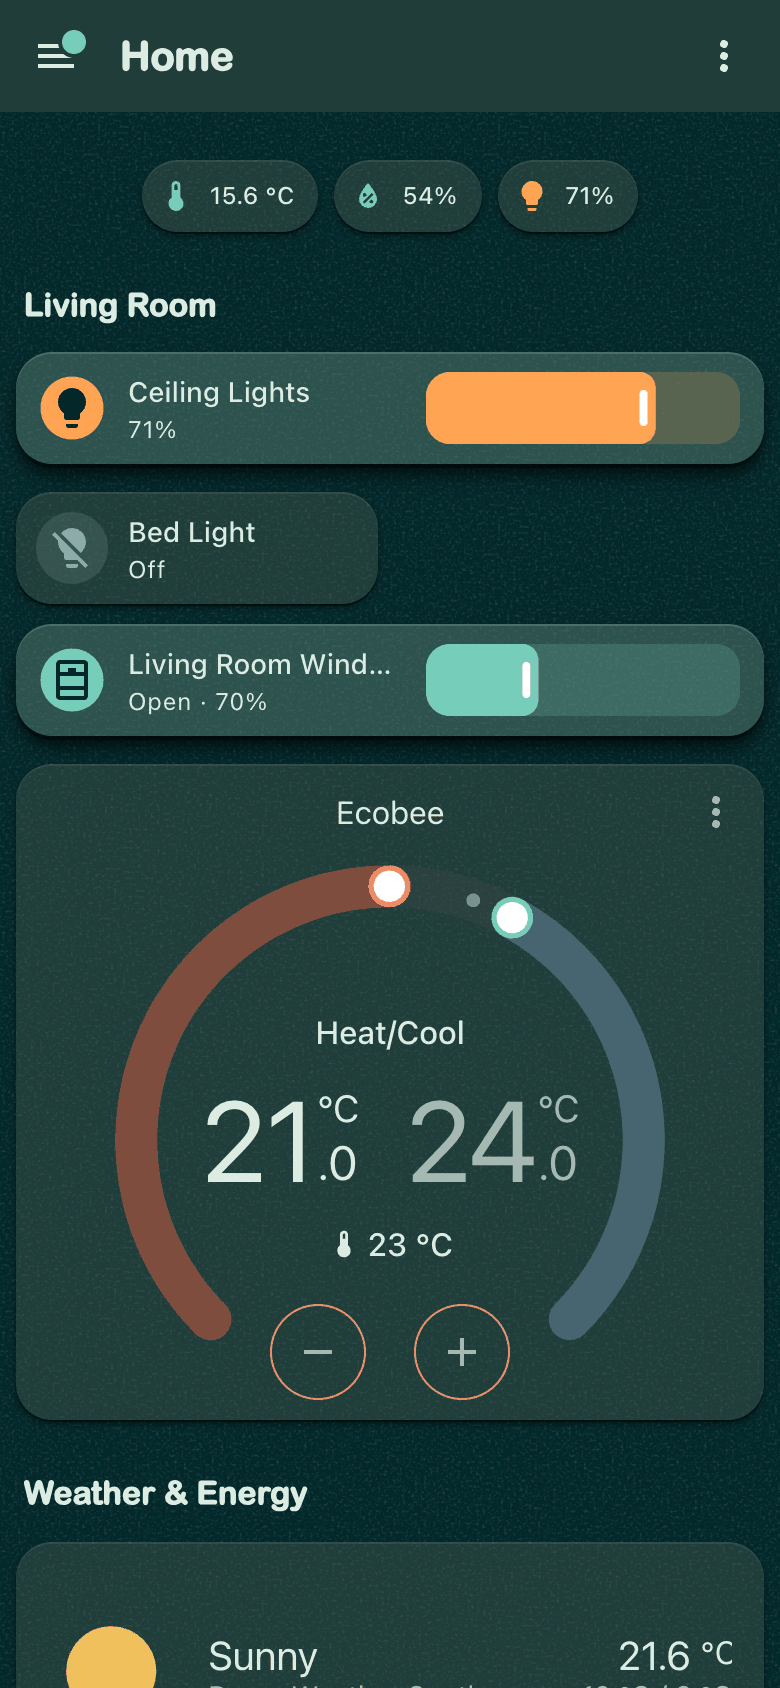 Home
15.6 °C
54%
71%
Living Room
Ceiling Lights
71%
Bed Light
Off
Living Room Wind...
Open · 70%
Ecobee
Heat/Cool
21.0 °C
24.0 °C
23 °C
Weather & Energy
Sunny
21.6 °C